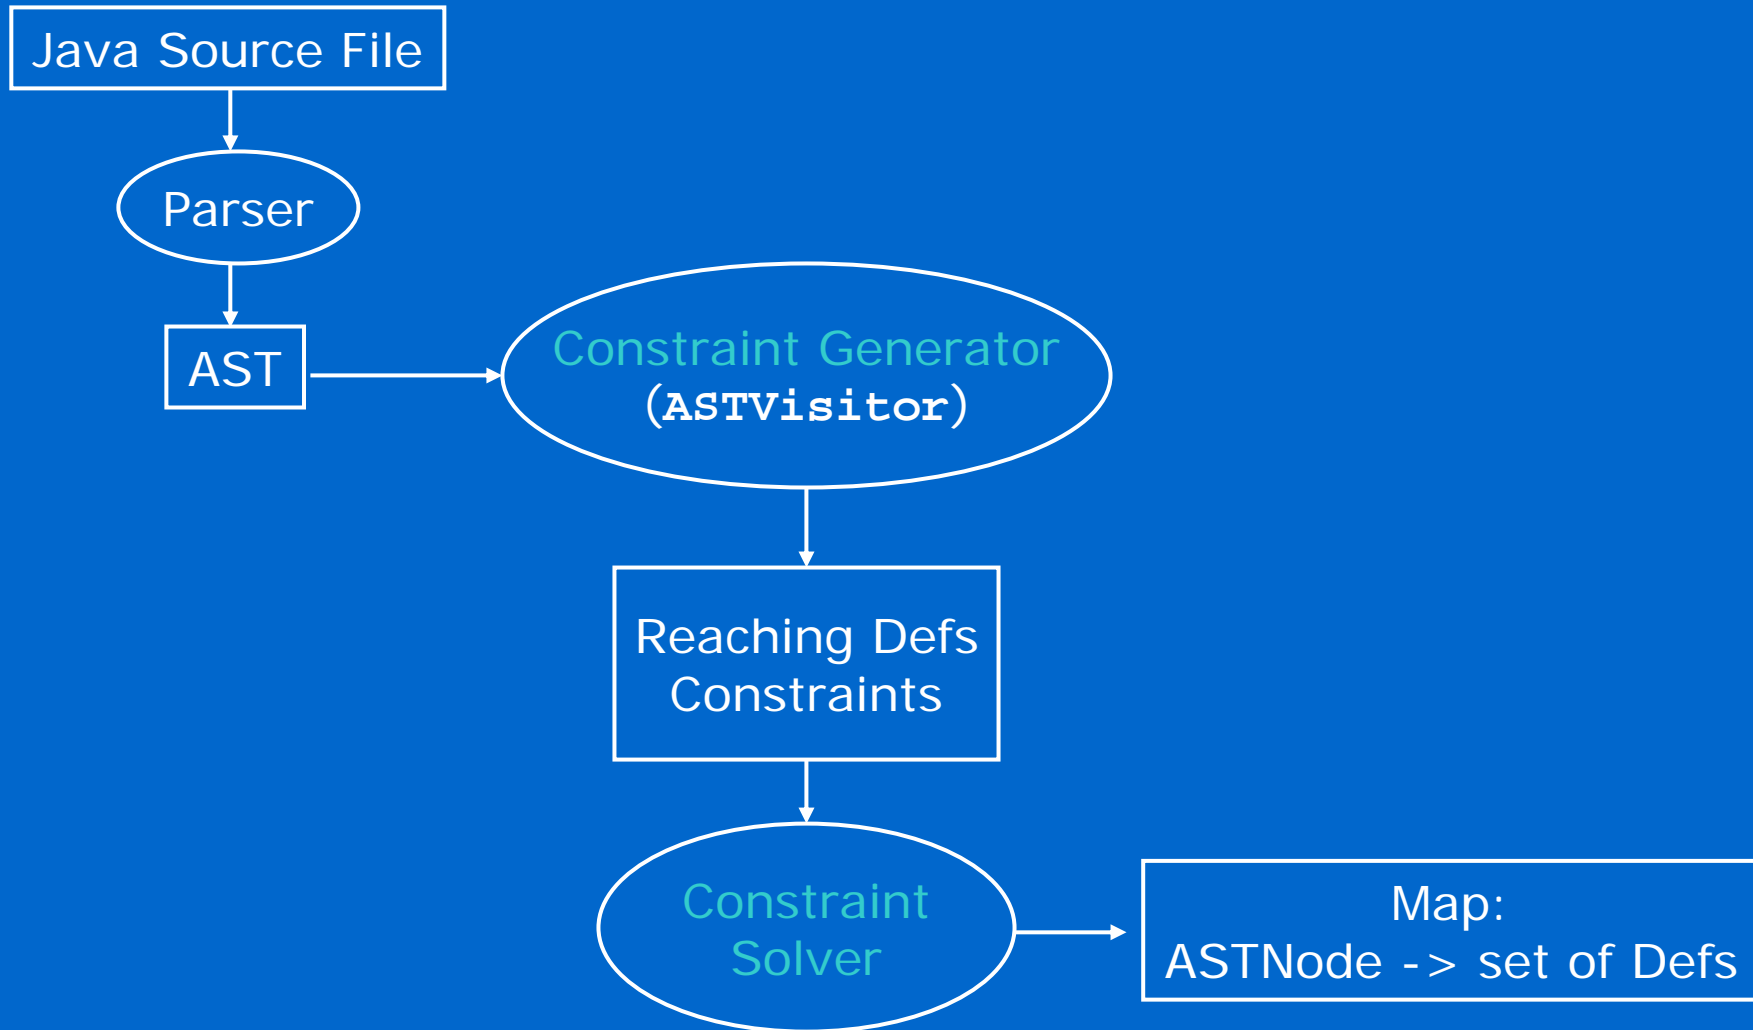 Java Source File
Parser
AST
Constraint Generator
(ASTVisitor)
Reaching Defs
Constraints
Constraint
Solver
Map:
ASTNode -> set of Defs